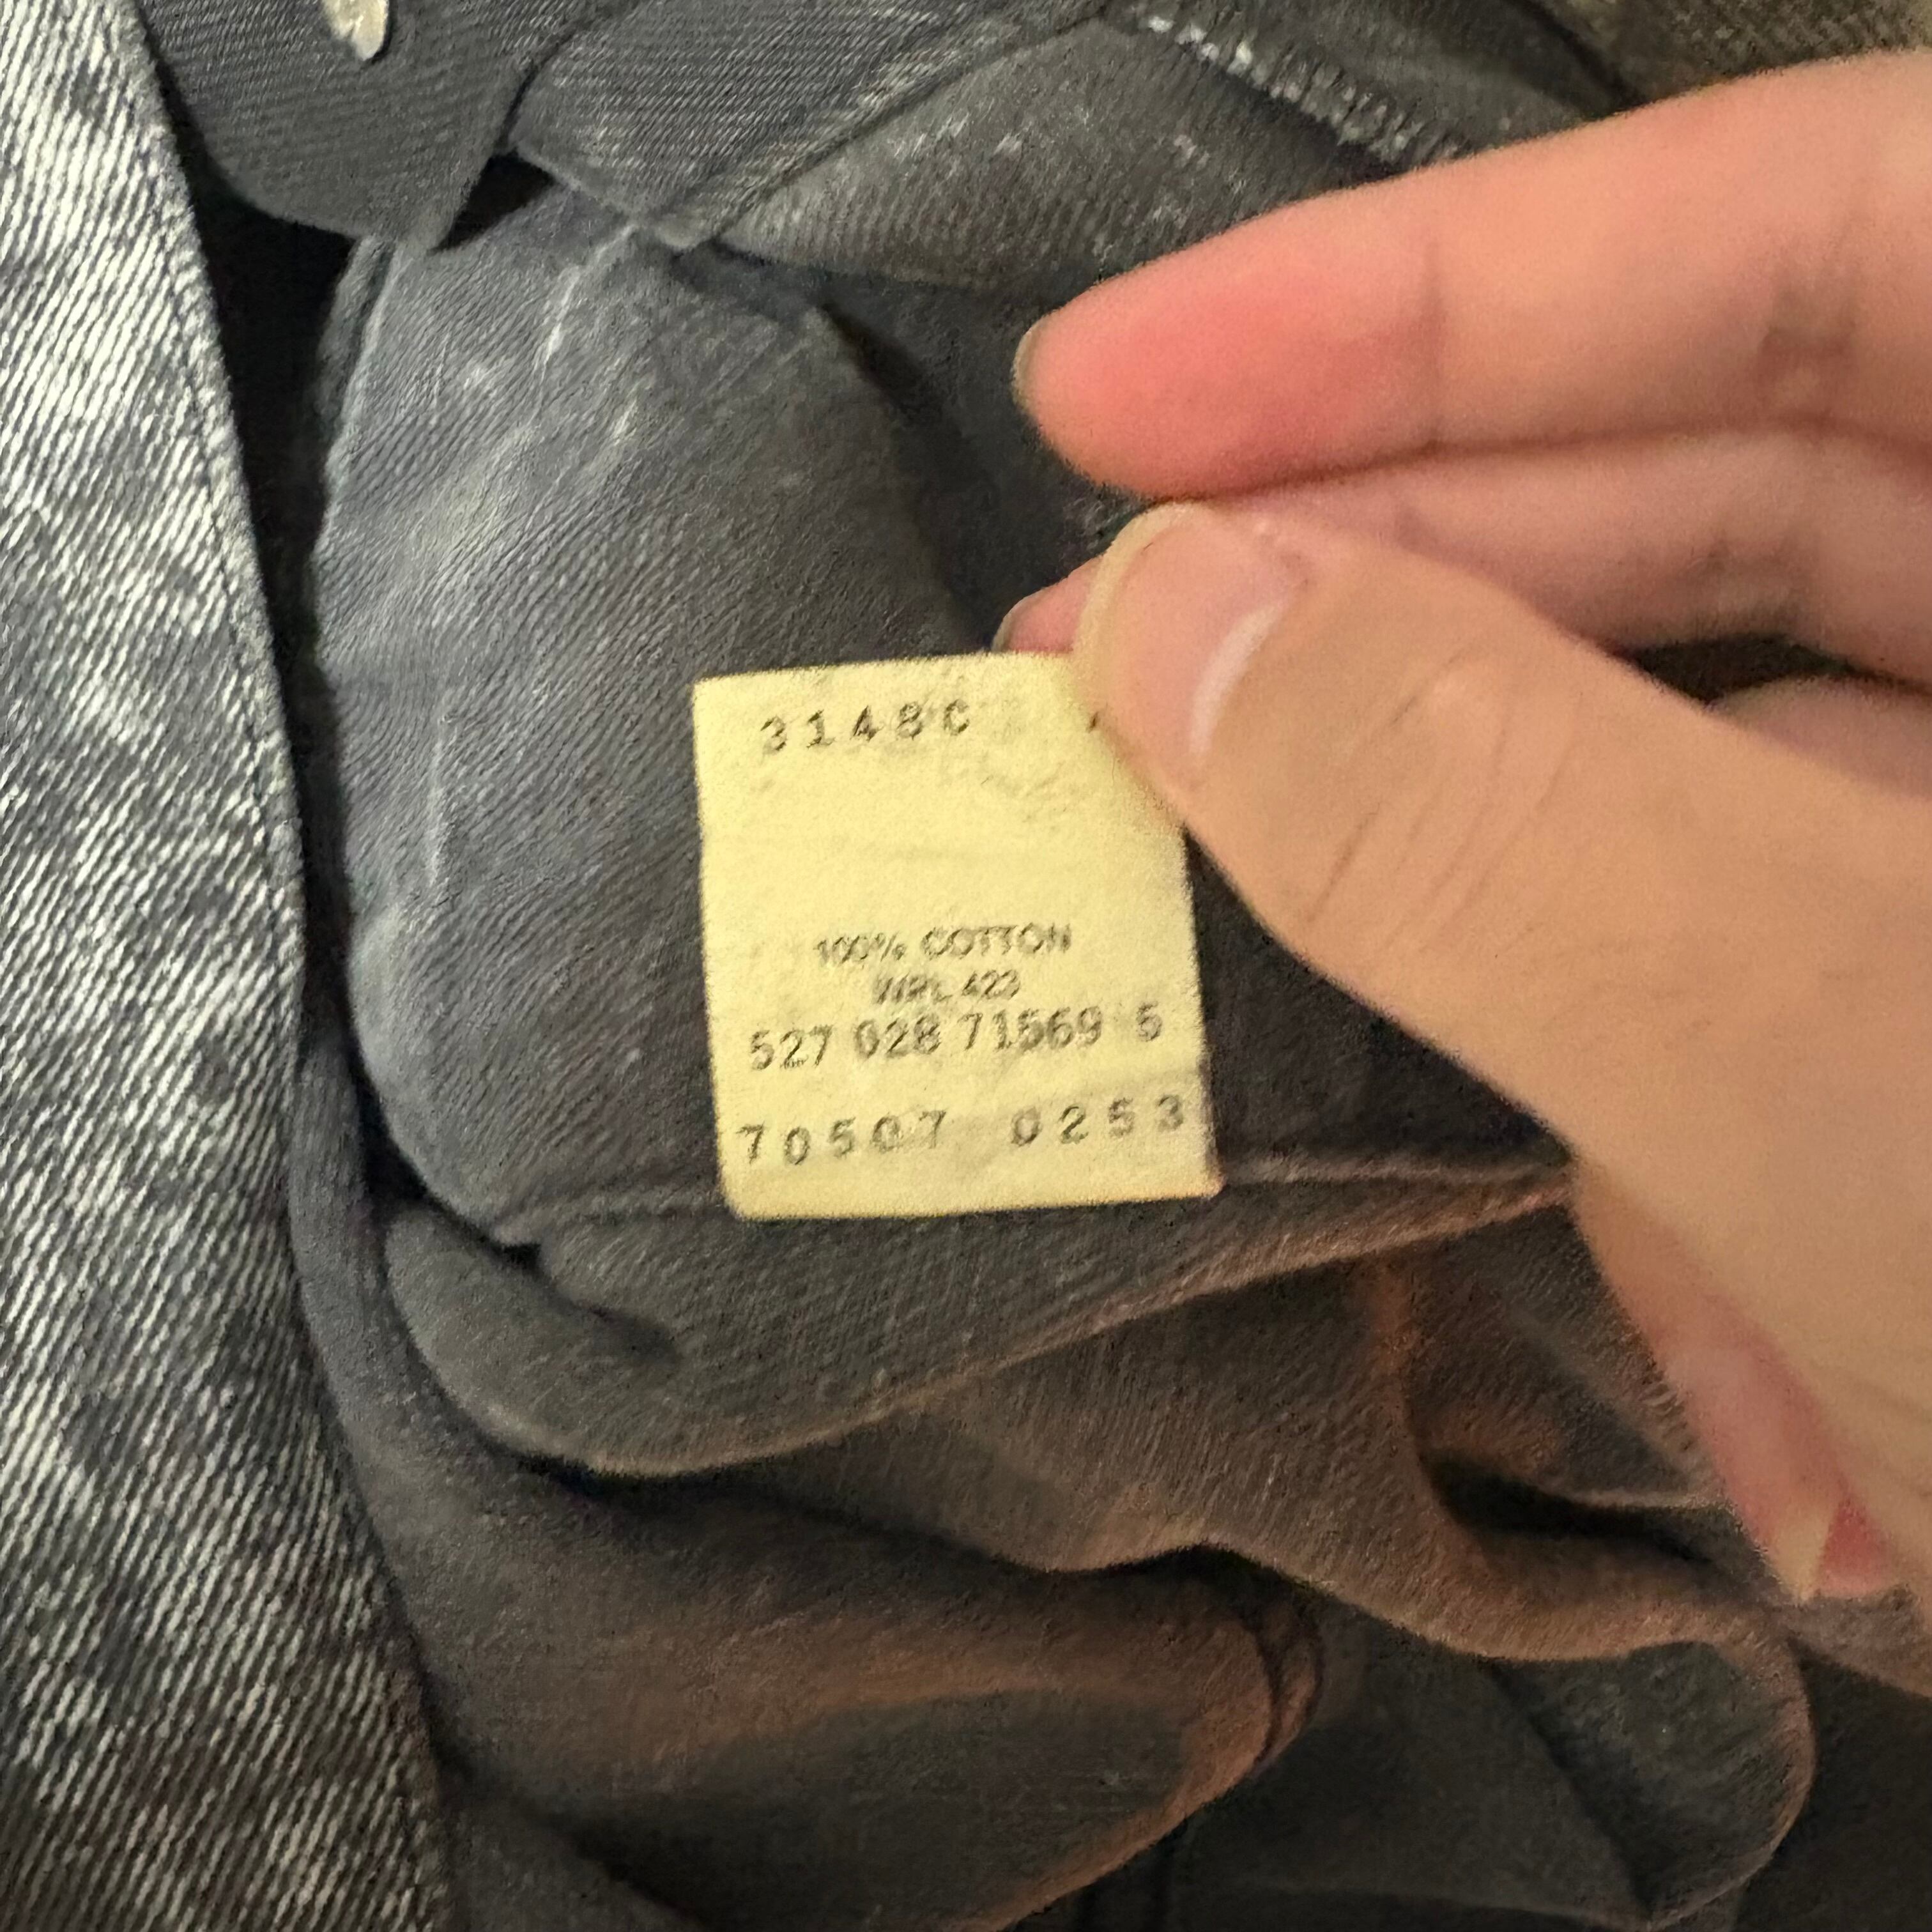 3148C
100% COTTON
WPL 423
527 028 71569 5
70507 0253